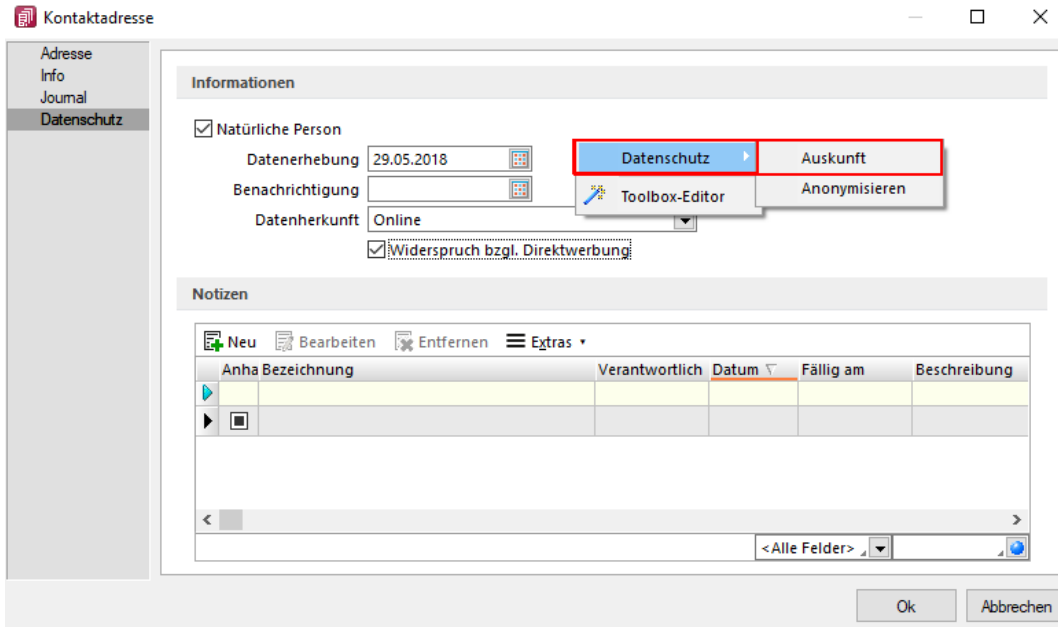 Kontaktadresse
Adresse
Info
Journal
Datenschutz
Informationen
Natürliche Person
Datenerhebung 29.05.2018
Benachrichtigung
Datenherkunft Online
Widerspruch bzgl. Direktwerbung
Datenschutz
Toolbox-Editor
Auskunft
Anonymisieren
Notizen
Neu Bearbeiten Entfernen Extras
Anha Bezeichnung Verantwortlich Datum Fällig am Beschreibung
<Alle Felder>
Ok Abbrechen